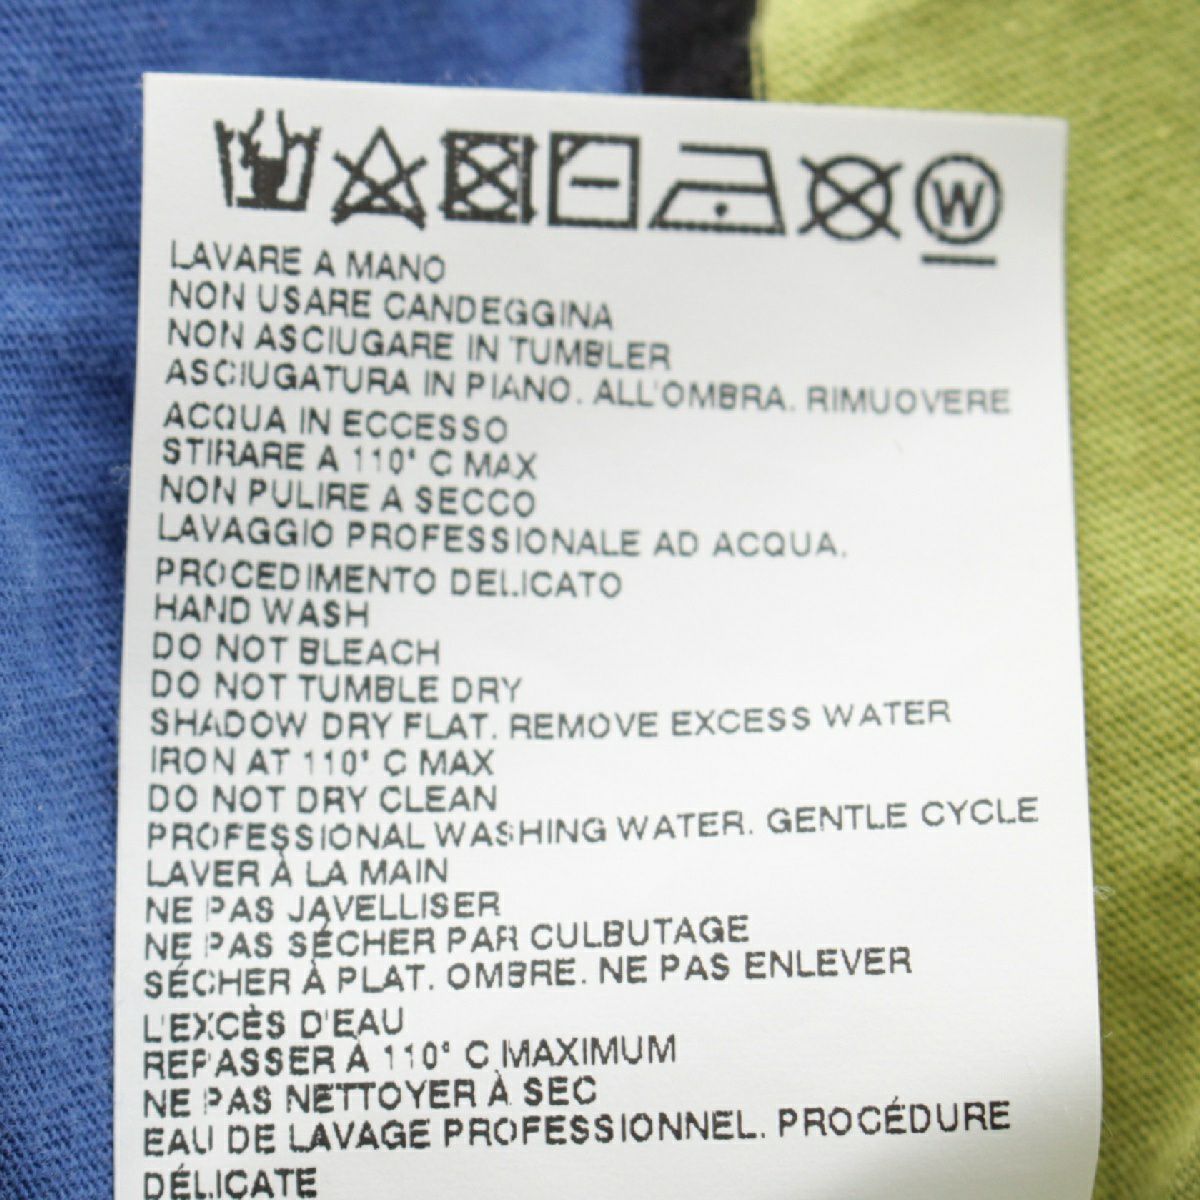 W
LAVARE A MANO
NON USARE CANDEGGINA
NON ASCIUGARE IN TUMBLER
ASCIUGATURA IN PIANO. ALL'OMBRA. RIMUOVERE
ACQUA IN ECCESSO
STIRARE A 110° C MAX
NON PULIRE A SECCO
LAVAGGIO PROFESSIONALE AD ACQUA.
PROCEDIMENTO DELICATO
HAND WASH
DO NOT BLEACH
DO NOT TUMBLE DRY
SHADOW DRY FLAT. REMOVE EXCESS WATER
IRON AT 110° C MAX
DO NOT DRY CLEAN
PROFESSIONAL WASHING WATER. GENTLE CYCLE
LAVER À LA MAIN
NE PAS JAVELLISER
NE PAS SÉCHER PAR CULBUTAGE
SÉCHER À PLAT. OMBRE. NE PAS ENLEVER
L'EXCÈS D'EAU
REPASSER À 110° C MAXIMUM
NE PAS NETTOYER À SEC
EAU DE LAVAGE PROFESSIONNEL. PROCÉDURE
DÉLICATE